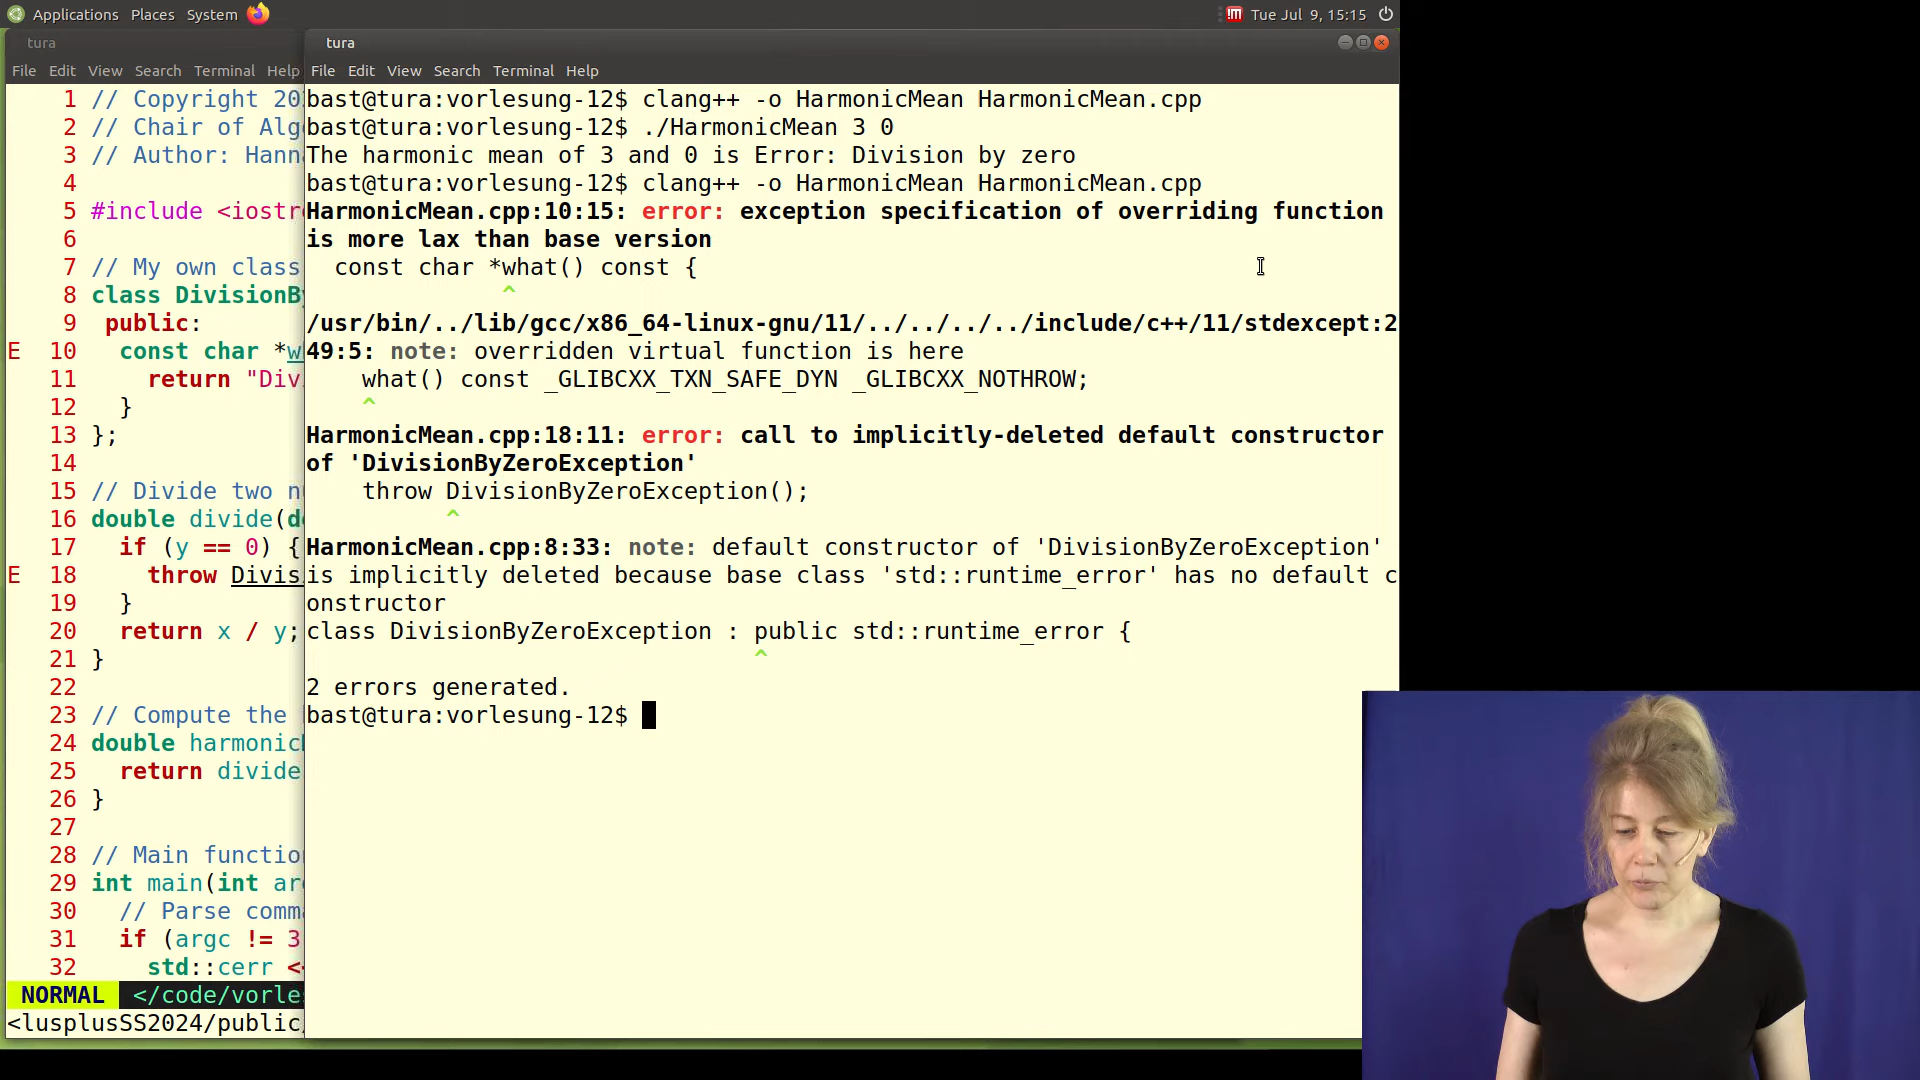 Applications Places System Tue Jul 9, 15:15
tura
File Edit View Search Terminal Help
1 // Copyright 20
2 // Chair of Algo
3 // Author: Hanna
4
5 #include <iostr
6
7 // My own class
8 class DivisionBy
9 public:
E 10 const char *w
11 return "Div
12 }
13 };
14
15 // Divide two n
16 double divide(do
17 if (y == 0) {
E 18 throw Divis
19 }
20 return x / y;
21 }
22
23 // Compute the
24 double harmonic
25 return divide
26 }
27
28 // Main functio
29 int main(int ar
30 // Parse comma
31 if (argc != 3
32 std::cerr <<
NORMAL </code/vorles
<lusplusSS2024/public/
tura
File Edit View Search Terminal Help
bast@tura:vorlesung-12$ clang++ -o HarmonicMean HarmonicMean.cpp
bast@tura:vorlesung-12$ ./HarmonicMean 3 0
The harmonic mean of 3 and 0 is Error: Division by zero
bast@tura:vorlesung-12$ clang++ -o HarmonicMean HarmonicMean.cpp
HarmonicMean.cpp:10:15: error: exception specification of overriding function
is more lax than base version
const char *what() const {
^
/usr/bin/../lib/gcc/x86_64-linux-gnu/11/../../../../include/c++/11/stdexcept:2
49:5: note: overridden virtual function is here
what() const _GLIBCXX_TXN_SAFE_DYN _GLIBCXX_NOTHROW;
^
HarmonicMean.cpp:18:11: error: call to implicitly-deleted default constructor
of 'DivisionByZeroException'
throw DivisionByZeroException();
^
HarmonicMean.cpp:8:33: note: default constructor of 'DivisionByZeroException'
is implicitly deleted because base class 'std::runtime_error' has no default c
onstructor
class DivisionByZeroException : public std::runtime_error {
^
2 errors generated.
bast@tura:vorlesung-12$